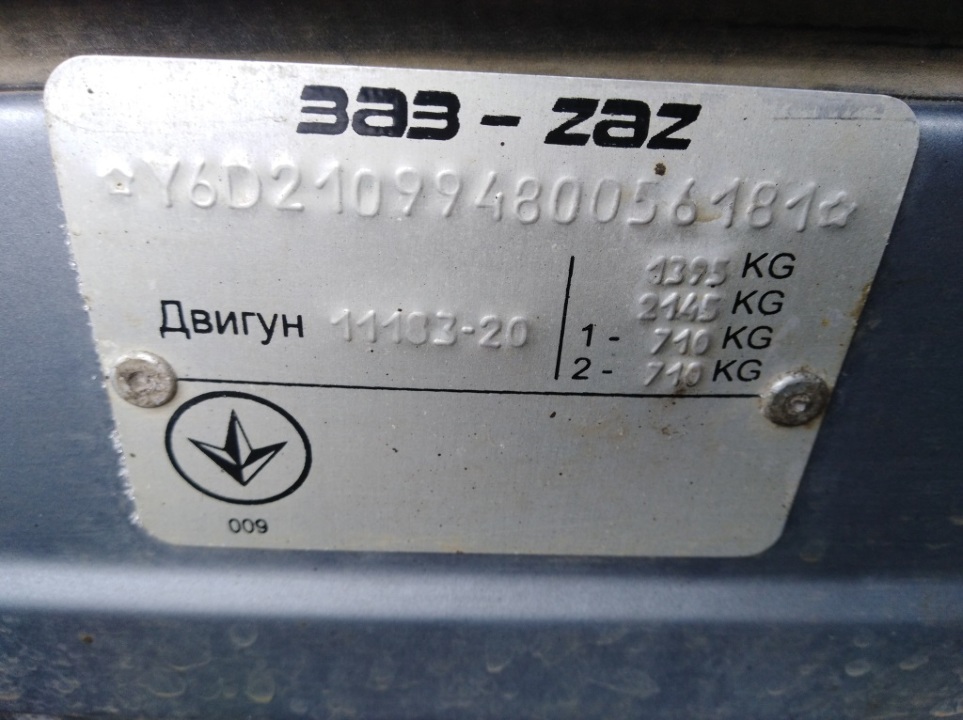 ЗАЗ - ZAZ
☆Y6D21099480056181☆
1395 KG
2145 KG
Двигун 11183-20
1 - 710 KG
2 - 710 KG
009